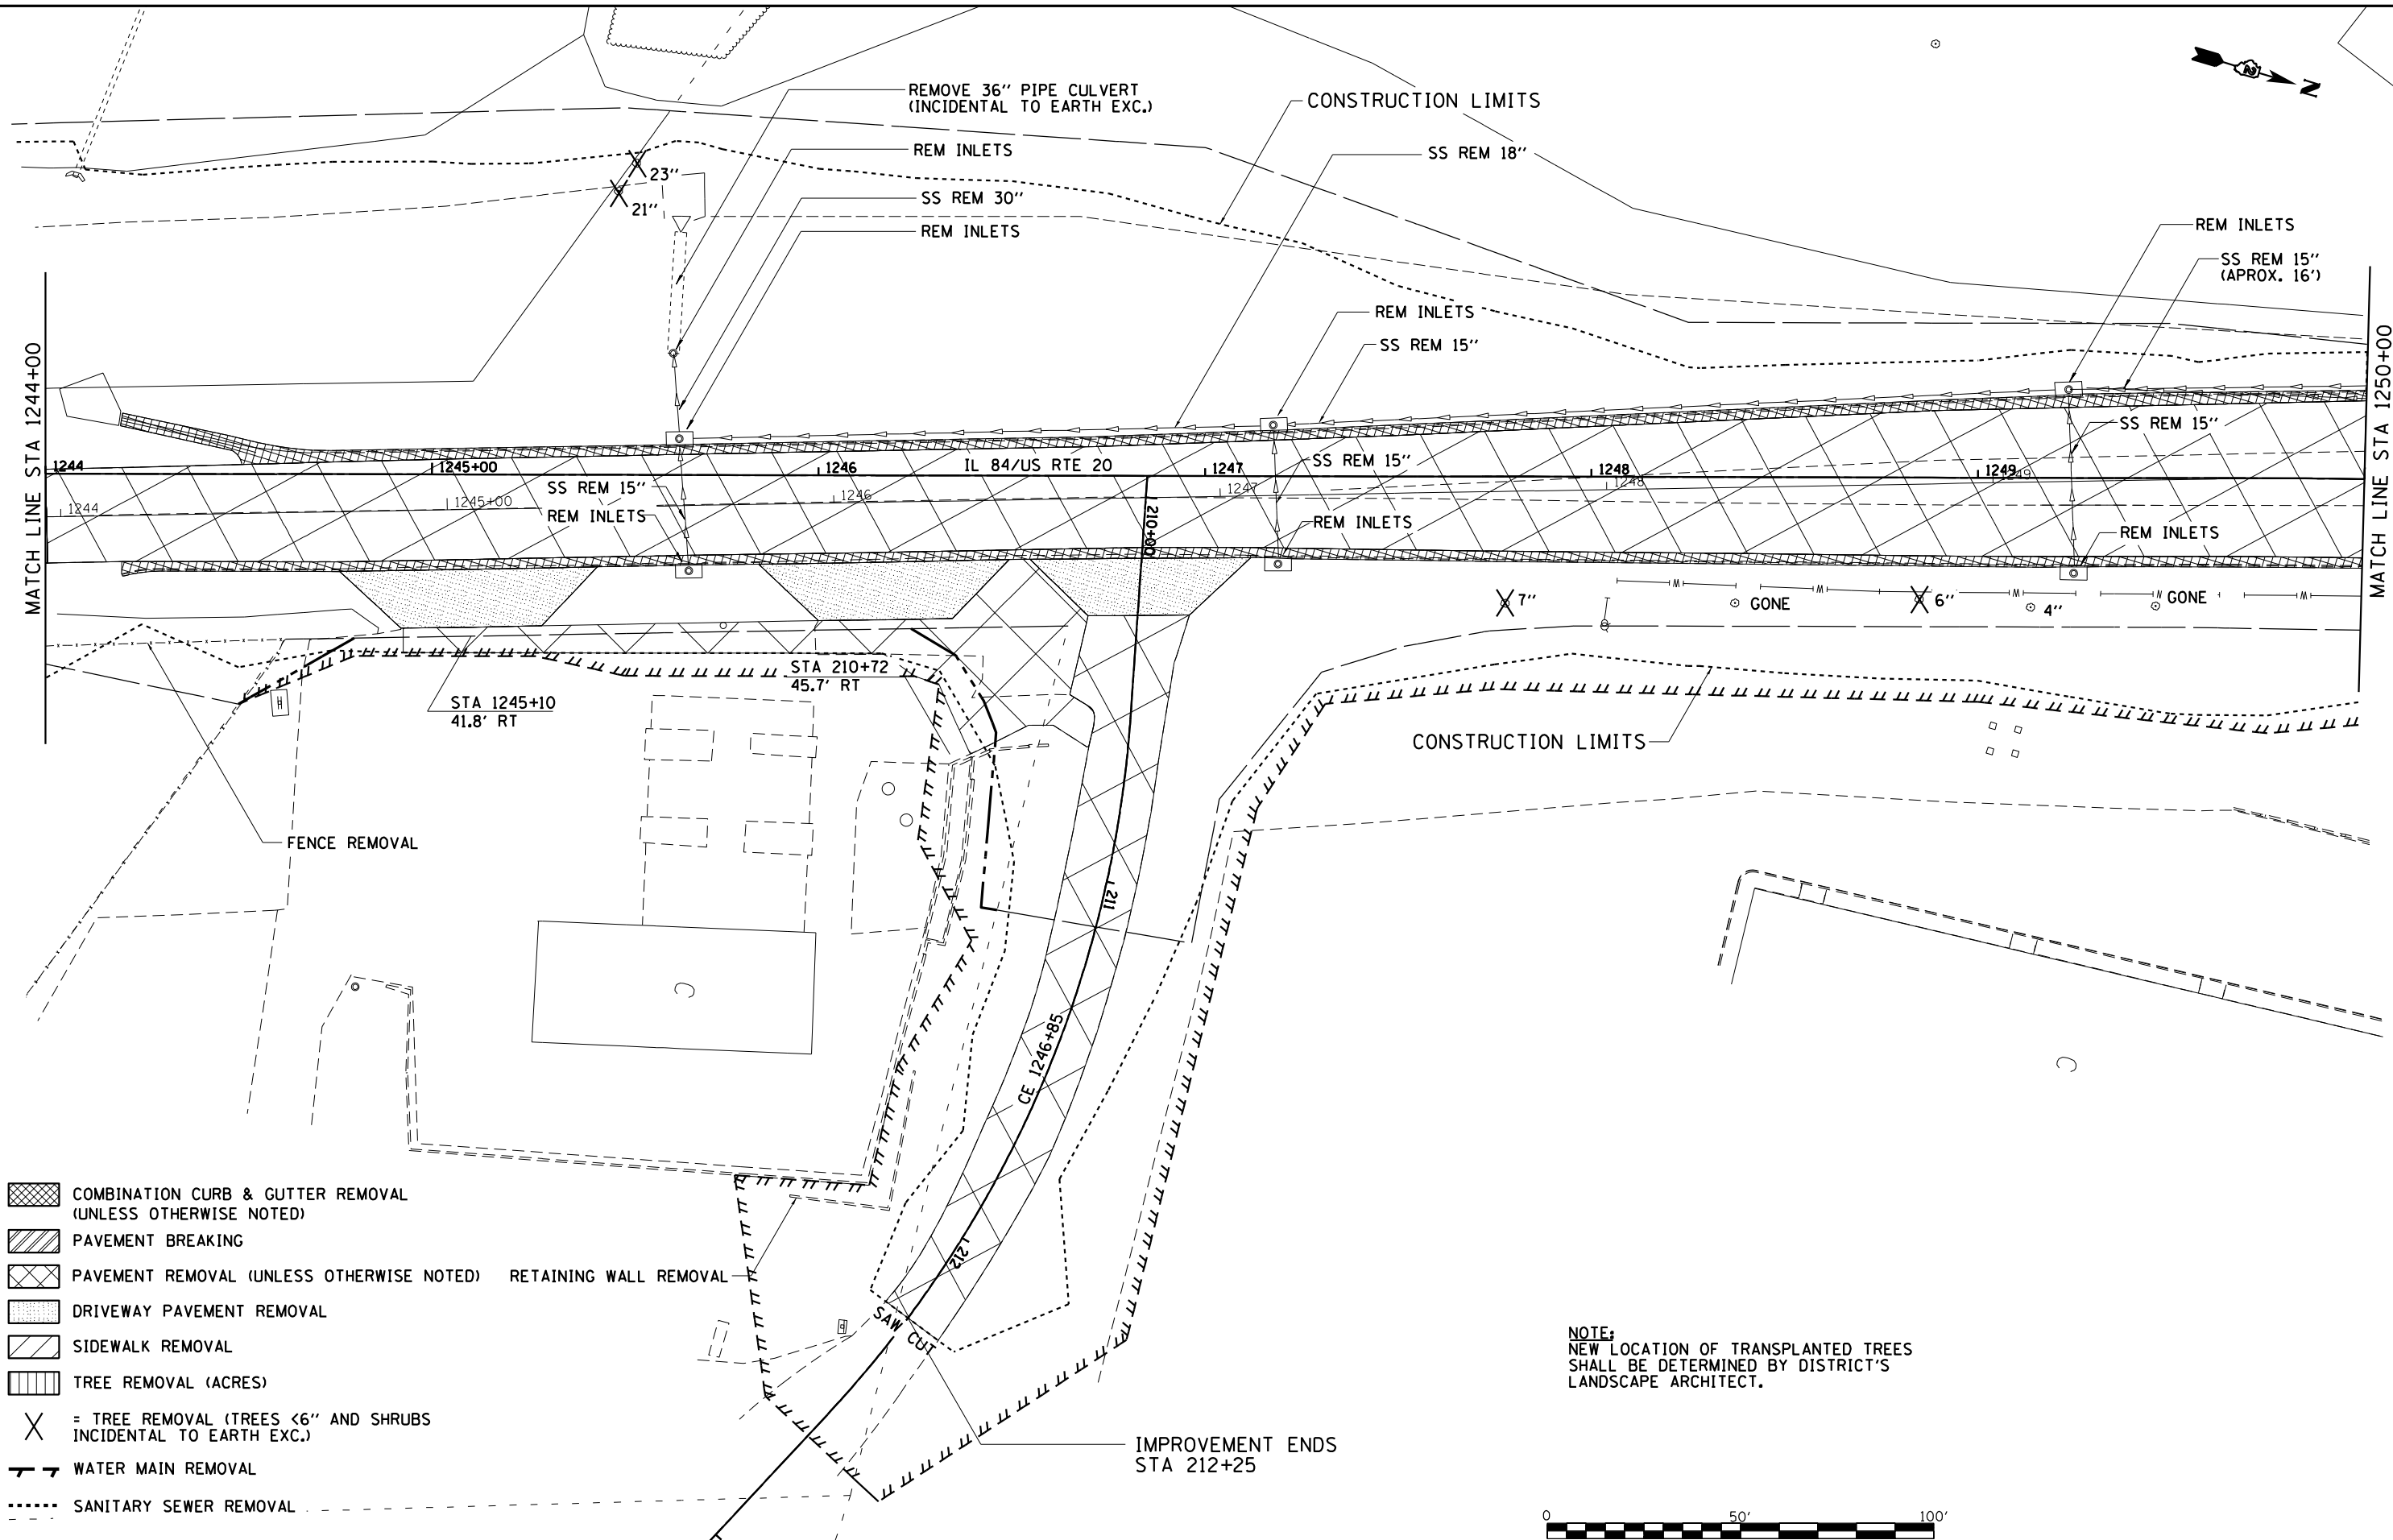 REMOVE 36" PIPE CULVERT
(INCIDENTAL TO EARTH EXC.)
CONSTRUCTION LIMITS
N
REM INLETS
SS REM 18"
23"
21"
SS REM 30"
REM INLETS
REM INLETS
SS REM 15"
(APROX. 16')
REM INLETS
SS REM 15"
MATCH LINE STA 1244+00
MATCH LINE STA 1250+00
SS REM 15"
1244
1245+00
1246
IL 84/US RTE 20
1247
SS REM 15"
1248
1249
1244
1245+00
1246
1247
1248
1249
SS REM 15"
REM INLETS
210+00
REM INLETS
REM INLETS
7"
GONE
6"
4"
GONE
STA 210+72
45.7' RT
STA 1245+10
41.8' RT
CONSTRUCTION LIMITS
FENCE REMOVAL
211
CE 1246+85
212
SAW CUT
COMBINATION CURB & GUTTER REMOVAL
(UNLESS OTHERWISE NOTED)
PAVEMENT BREAKING
PAVEMENT REMOVAL (UNLESS OTHERWISE NOTED)
RETAINING WALL REMOVAL
DRIVEWAY PAVEMENT REMOVAL
SIDEWALK REMOVAL
TREE REMOVAL (ACRES)
= TREE REMOVAL (TREES <6" AND SHRUBS
INCIDENTAL TO EARTH EXC.)
WATER MAIN REMOVAL
SANITARY SEWER REMOVAL
IMPROVEMENT ENDS
STA 212+25
NOTE:
NEW LOCATION OF TRANSPLANTED TREES
SHALL BE DETERMINED BY DISTRICT'S
LANDSCAPE ARCHITECT.
0 50' 100'